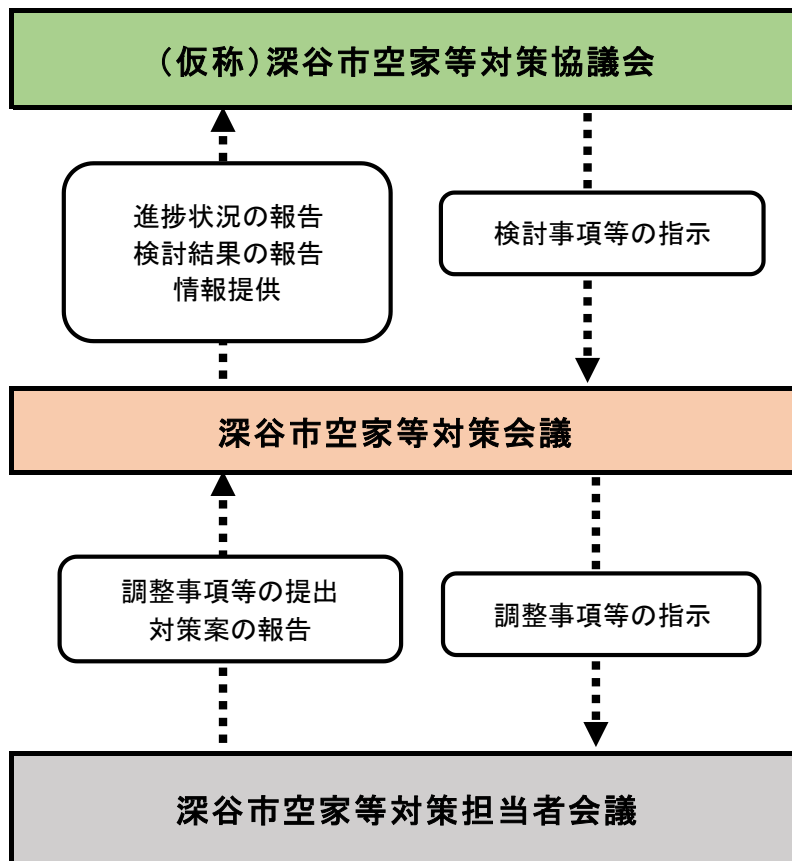 （仮称）深谷市空家等対策協議会
進捗状況の報告
検討結果の報告
情報提供
検討事項等の指示
深谷市空家等対策会議
調整事項等の提出
対策案の報告
調整事項等の指示
深谷市空家等対策担当者会議